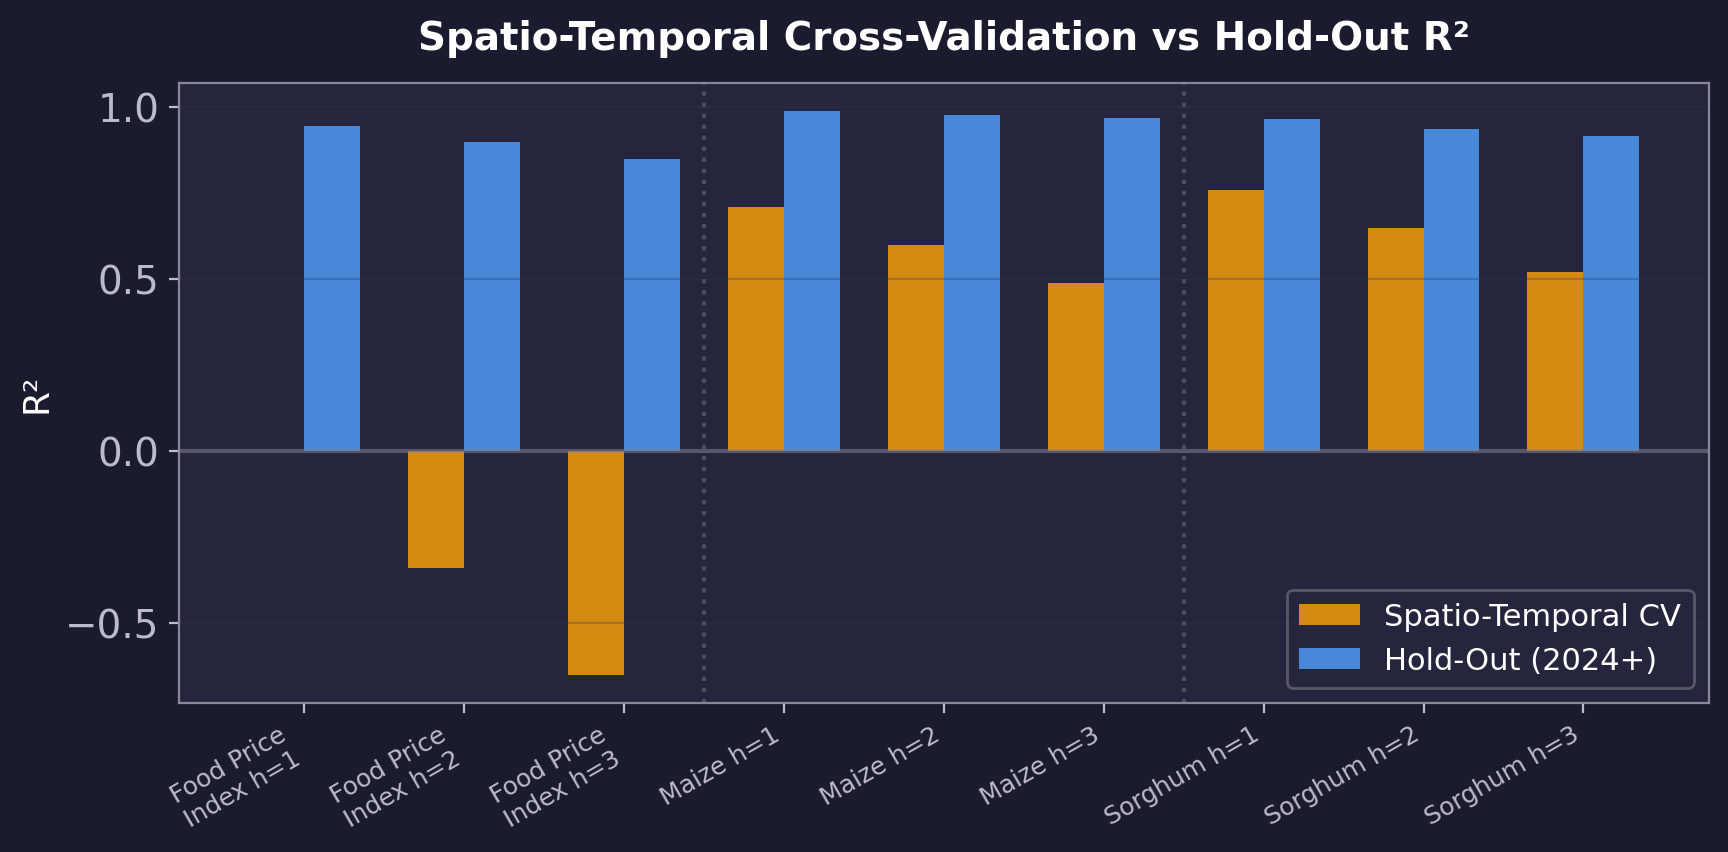 Spatio-Temporal Cross-Validation vs Hold-Out R²
R²
1.0
0.5
0.0
−0.5
Spatio-Temporal CV
Hold-Out (2024+)
Food Price
Index h=1
Food Price
Index h=2
Food Price
Index h=3
Maize h=1
Maize h=2
Maize h=3
Sorghum h=1
Sorghum h=2
Sorghum h=3